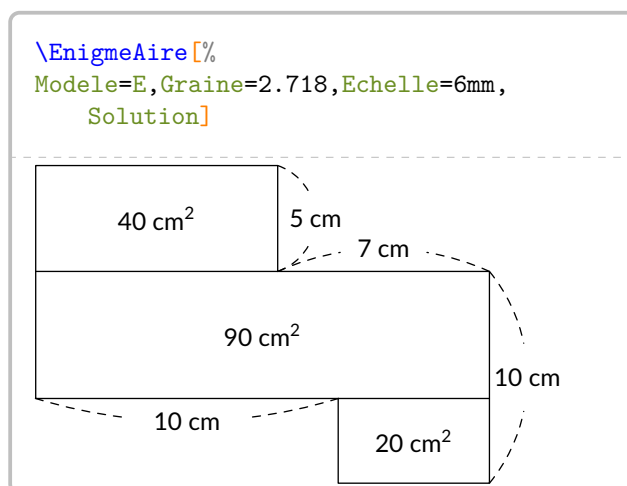 \EnigmeAire[%
Modele=E,Graine=2.718,Echelle=6mm,
Solution]
40 cm²
5 cm
7 cm
90 cm²
10 cm
10 cm
20 cm²